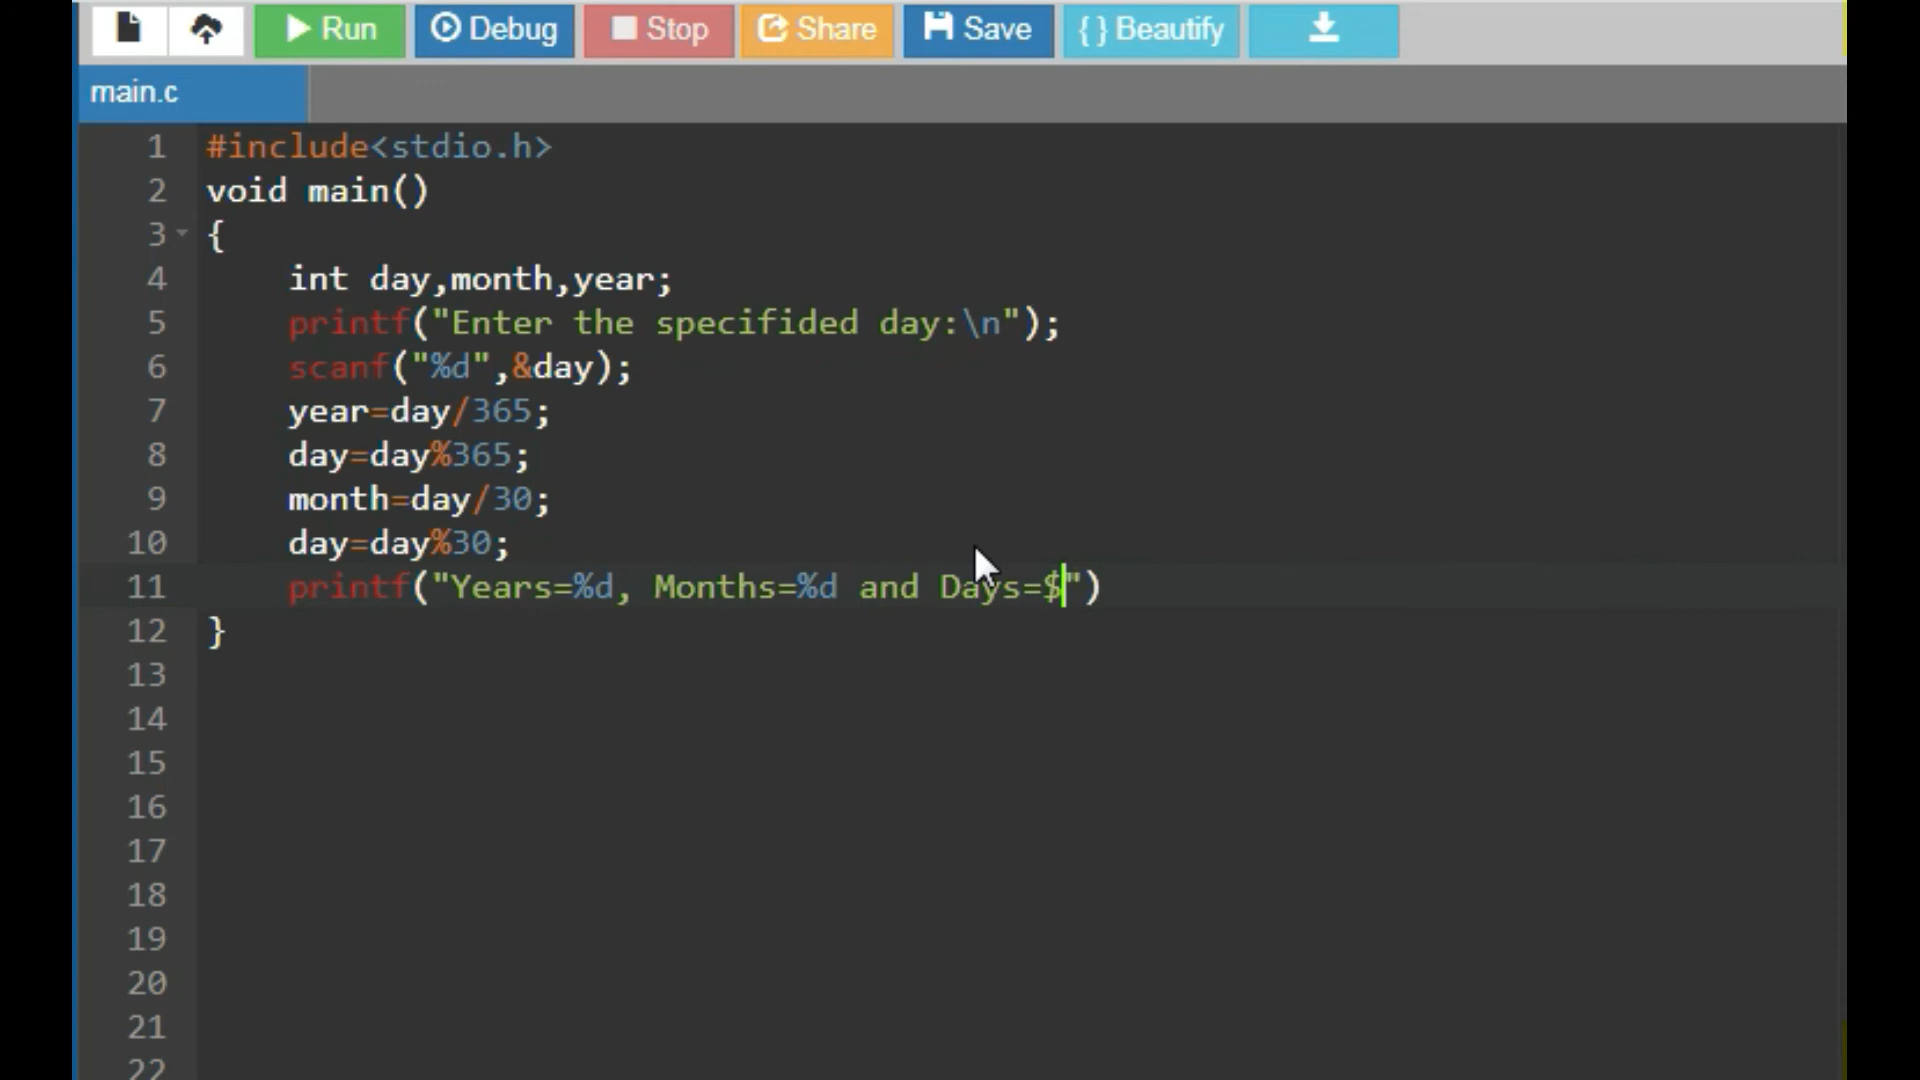 Run Debug Stop Share Save { } Beautify
main.c
1 #include<stdio.h>
2 void main()
3 {
4 int day,month,year;
5 printf("Enter the specifided day:\n");
6 scanf("%d",&day);
7 year=day/365;
8 day=day%365;
9 month=day/30;
10 day=day%30;
11 printf("Years=%d, Months=%d and Days=$")
12 }
13
14
15
16
17
18
19
20
21
22